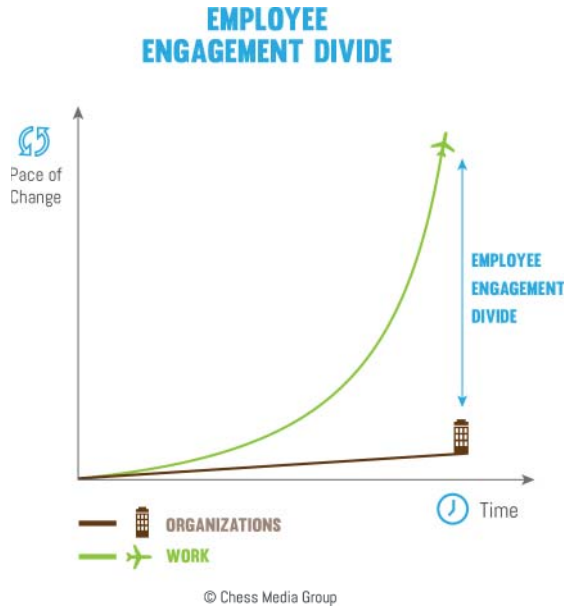 EMPLOYEE
ENGAGEMENT DIVIDE
Pace of
Change
EMPLOYEE
ENGAGEMENT
DIVIDE
Time
ORGANIZATIONS
WORK
© Chess Media Group